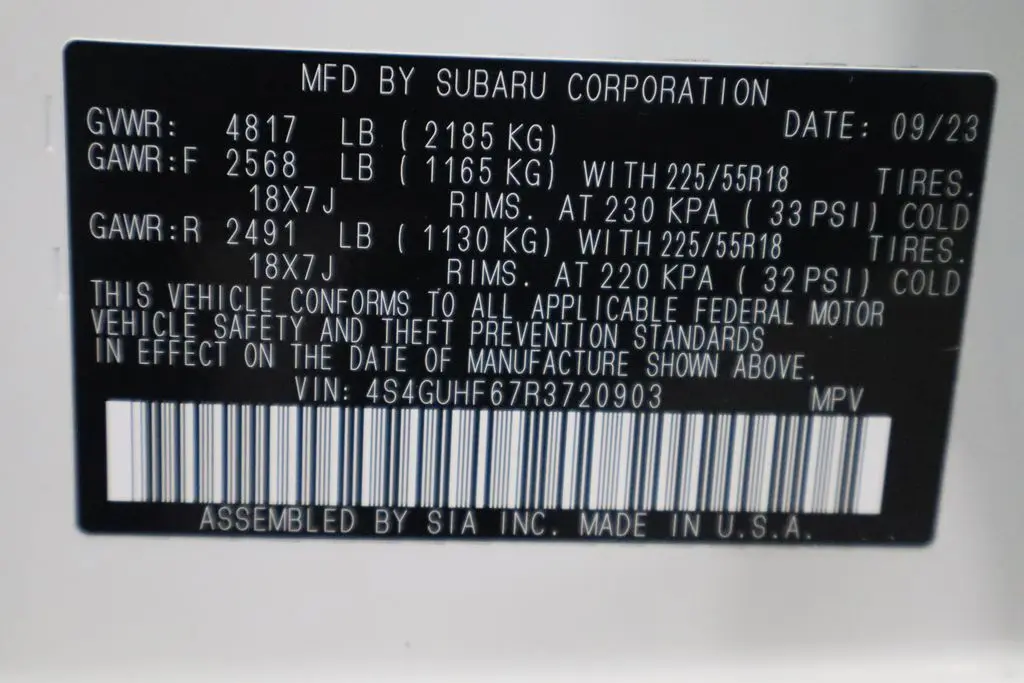 MFD BY SUBARU CORPORATION
GVWR: 4817 LB ( 2185 KG) DATE: 09/23
GAWR:F 2568 LB ( 1165 KG) WITH 225/55R18 TIRES.
18X7J RIMS. AT 230 KPA ( 33 PSI) COLD
GAWR:R 2491 LB ( 1130 KG) WITH 225/55R18 TIRES.
18X7J RIMS. AT 220 KPA ( 32 PSI) COLD
THIS VEHICLE CONFORMS TO ALL APPLICABLE FEDERAL MOTOR
VEHICLE SAFETY AND THEFT PREVENTION STANDARDS
IN EFFECT ON THE DATE OF MANUFACTURE SHOWN ABOVE.
VIN: 4S4GUHF67R3720903 MPV
ASSEMBLED BY SIA INC. MADE IN U.S.A.